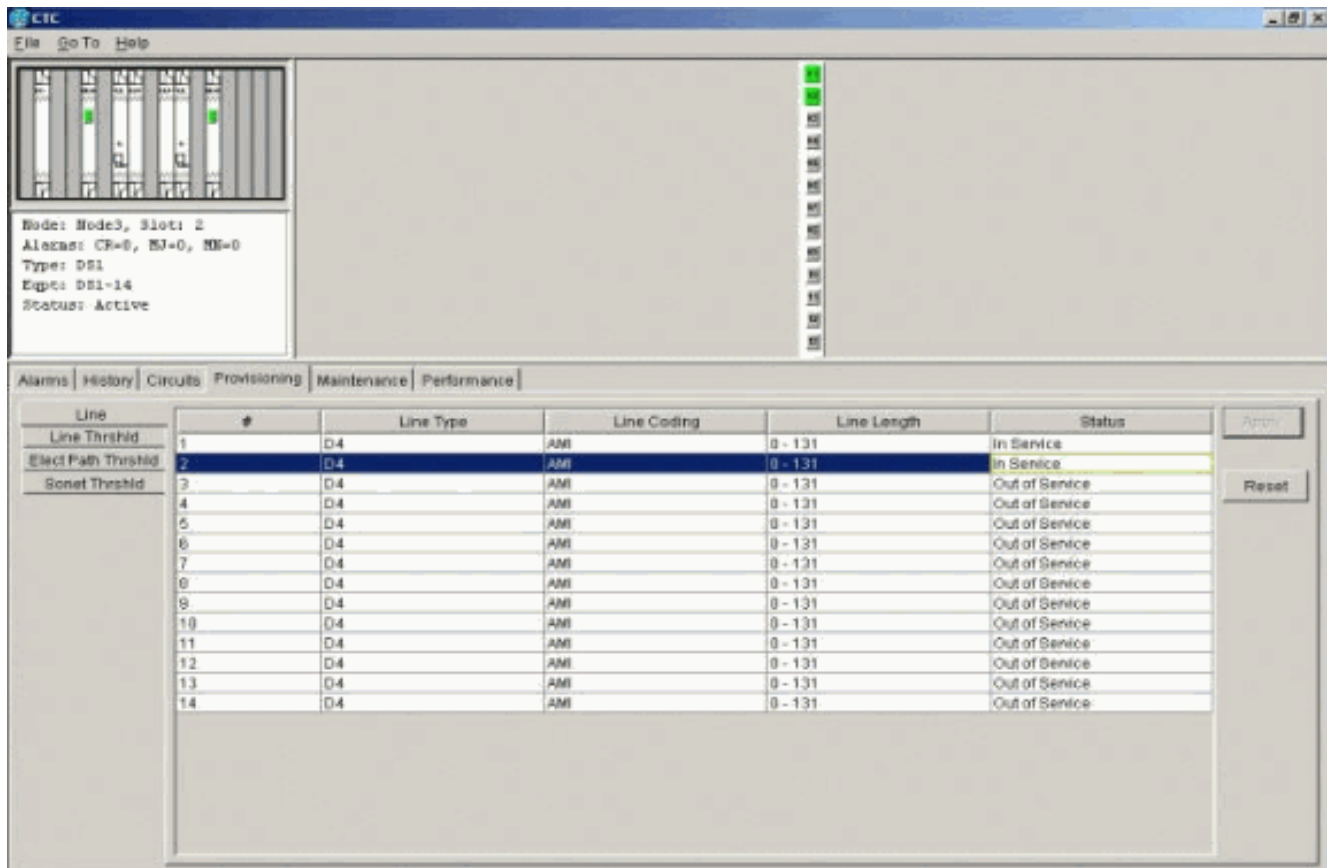 CTC
File Go To Help
Node: Node3, Slot: 2
Alarms: CR=0, MJ=0, MN=0
Type: DS1
Eqpt: DS1-14
Status: Active
Alarms History Circuits Provisioning Maintenance Performance
Line
Line Thrshld
Elect Path Thrshld
Sonet Thrshld
# Line Type Line Coding Line Length Status
1 D4 AMI 0 - 131 In Service
2 D4 AMI 0 - 131 In Service
3 D4 AMI 0 - 131 Out of Service
4 D4 AMI 0 - 131 Out of Service
5 D4 AMI 0 - 131 Out of Service
6 D4 AMI 0 - 131 Out of Service
7 D4 AMI 0 - 131 Out of Service
8 D4 AMI 0 - 131 Out of Service
9 D4 AMI 0 - 131 Out of Service
10 D4 AMI 0 - 131 Out of Service
11 D4 AMI 0 - 131 Out of Service
12 D4 AMI 0 - 131 Out of Service
13 D4 AMI 0 - 131 Out of Service
14 D4 AMI 0 - 131 Out of Service
Apply
Reset